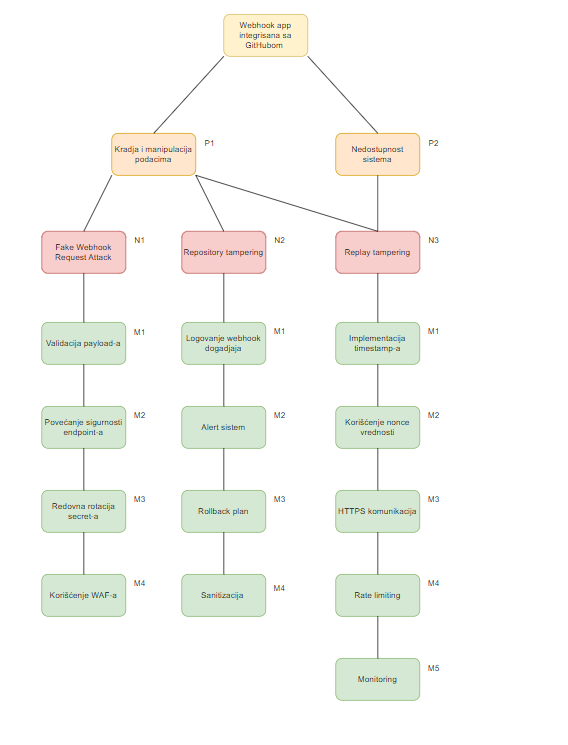 Webhook app
integrisana sa
GitHubom
Kradja i manipulacija
podacima
P1
Nedostupnost
sistema
P2
Fake Webhook
Request Attack
N1
Repository tampering
N2
Replay tampering
N3
Validacija payload-a
M1
Logovanje webhook
dogadjaja
M1
Implementacija
timestamp-a
M1
Povećanje sigurnosti
endpoint-a
M2
Alert sistem
M2
Korišćenje nonce
vrednosti
M2
Redovna rotacija
secret-a
M3
Rollback plan
M3
HTTPS komunikacija
M3
Korišćenje WAF-a
M4
Sanitizacija
M4
Rate limiting
M4
Monitoring
M5